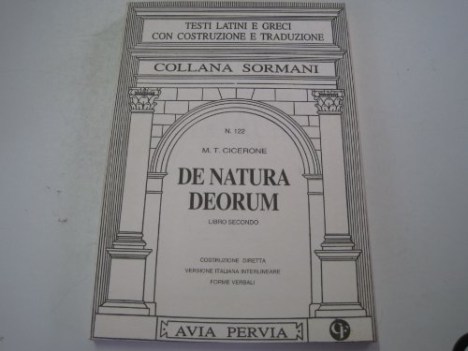 TESTI LATINI E GRECI
CON COSTRUZIONE E TRADUZIONE
COLLANA SORMANI
N. 122
M. T. CICERONE
DE NATURA
DEORUM
LIBRO SECONDO
COSTRUZIONE DIRETTA
VERSIONE ITALIANA INTERLINEARE
FORME VERBALI
AVIA PERVIA